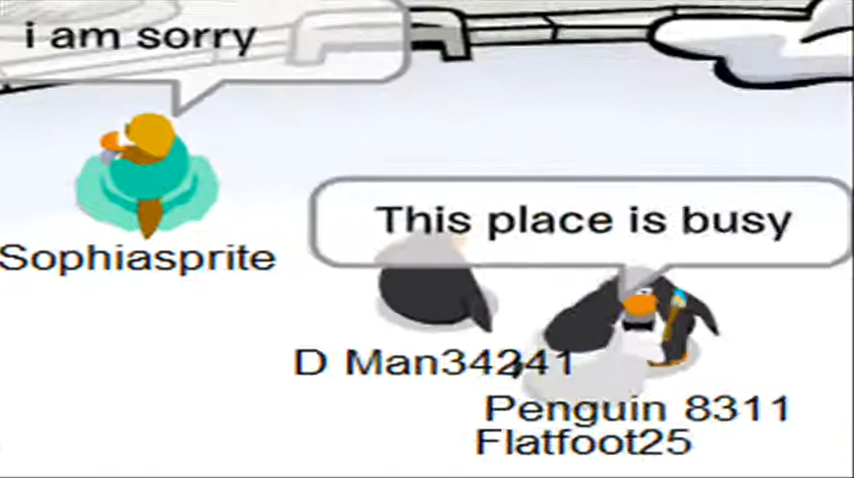 i am sorry
This place is busy
Sophiasprite
D Man34241
Penguin 8311
Flatfoot25